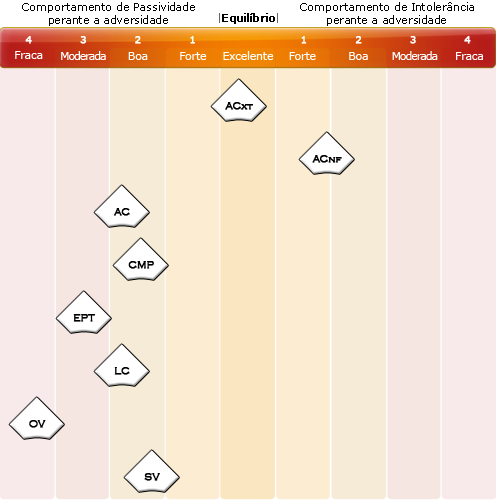 Comportamento de Passividade
perante a adversidade
|Equilíbrio|
Comportamento de Intolerância
perante a adversidade
4 3 2 1 1 2 3 4
Fraca Moderada Boa Forte Excelente Forte Boa Moderada Fraca
ACXT
ACNF
AC
CMP
EPT
LC
OV
SV